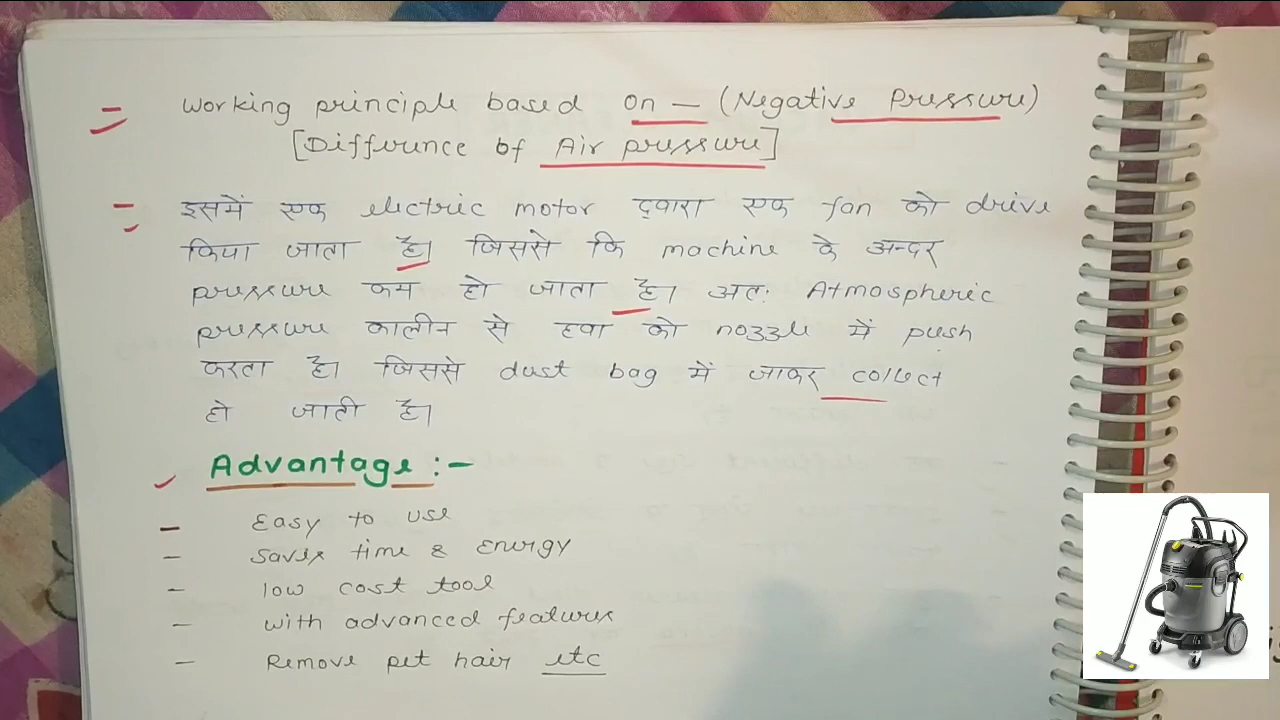 = Working principle based on — (Negative Pressure)
[Difference of Air pressure]
- इसमें एक electric motor द्वारा एक fan को drive
किया जाता है। जिससे कि machine के अन्दर
pressure कम हो जाता है। अतः Atmospheric
pressure कालीन से हवा को nozzle में push
करता है। जिससे dust bag में जाकर collect
हो जाती है।
Advantage :-
- Easy to use
- Saves time & Energy
- low cost tool
- with advanced features
- Remove pet hair etc